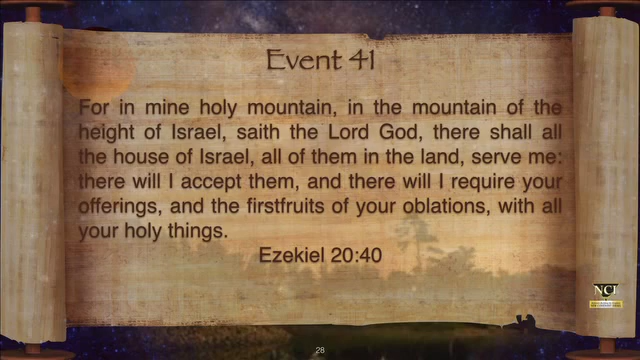 Event 41
For in mine holy mountain, in the mountain of the
height of Israel, saith the Lord God, there shall all
the house of Israel, all of them in the land, serve me:
there will I accept them, and there will I require your
offerings, and the firstfruits of your oblations, with all
your holy things.
Ezekiel 20:40
NCI
28